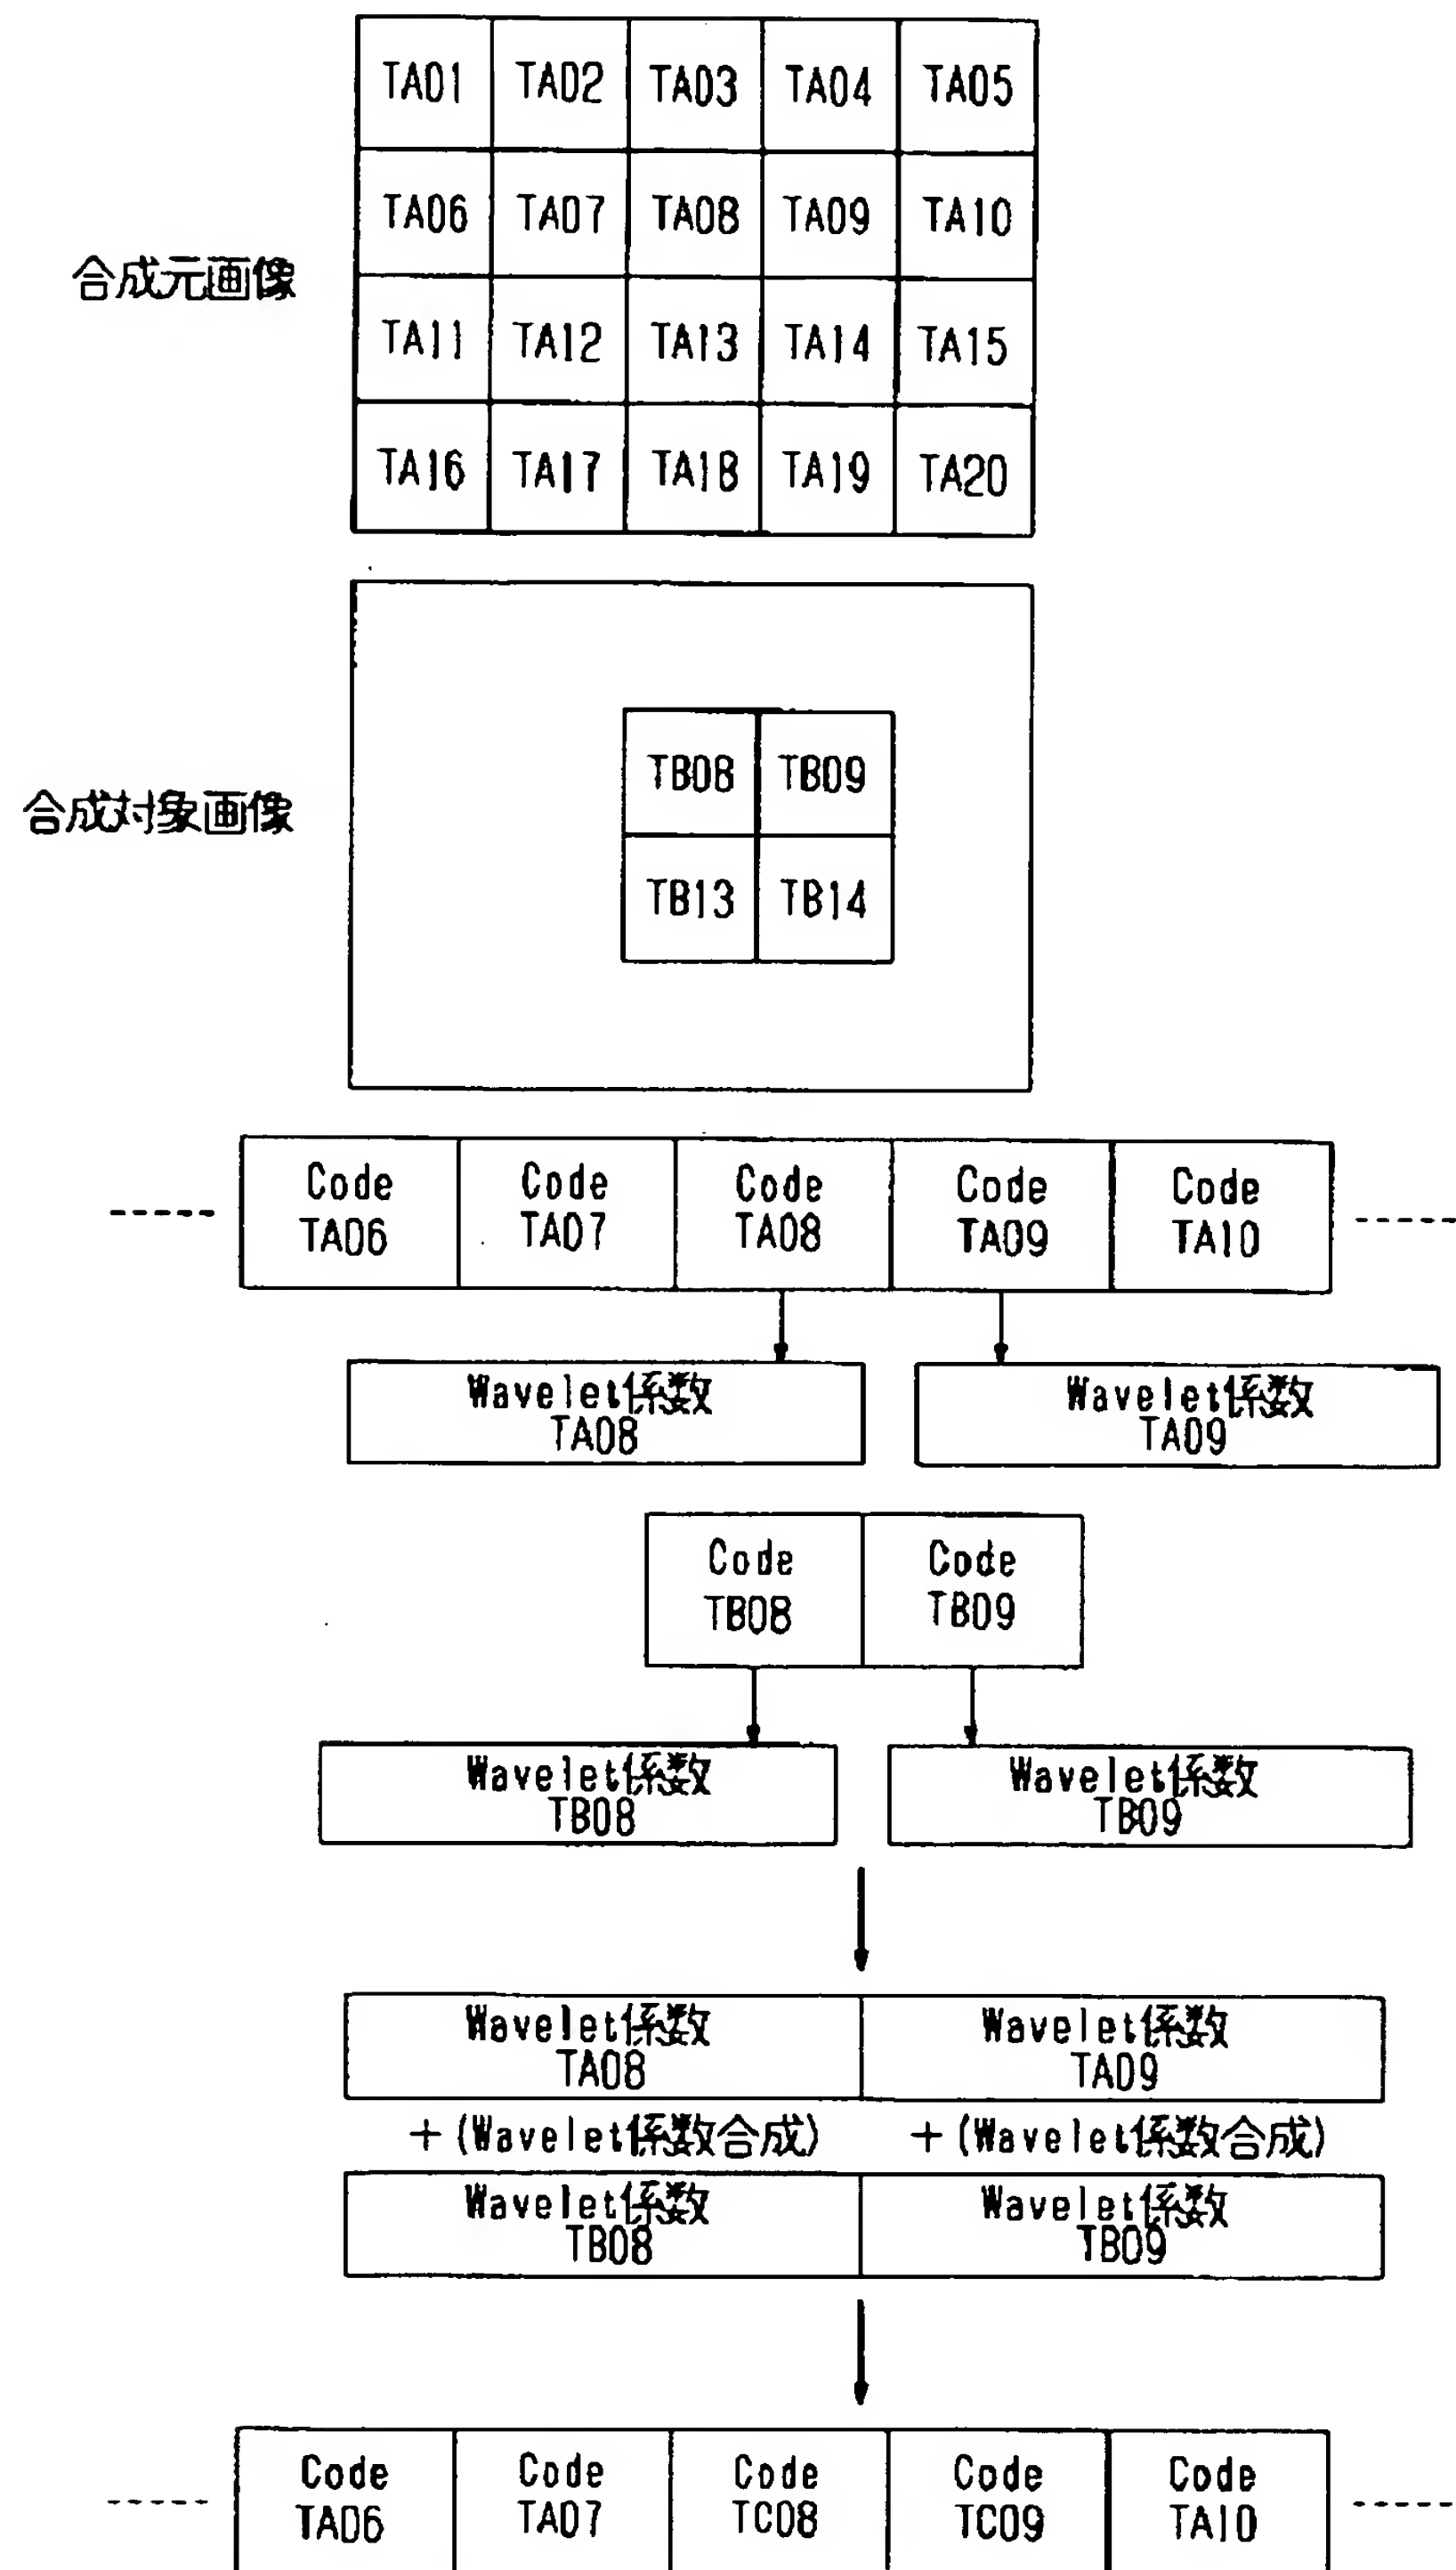 TA01 TA02 TA03 TA04 TA05
TA06 TA07 TA08 TA09 TA10
合成元画像
TA11 TA12 TA13 TA14 TA15
TA16 TA17 TA18 TA19 TA20
TB08 TB09
合成対象画像
TB13 TB14
Code Code Code Code Code
TA06 TA07 TA08 TA09 TA10
Wavelet係数 Wavelet係数
TA08 TA09
Code Code
TB08 TB09
Wavelet係数 Wavelet係数
TB08 TB09
Wavelet係数 Wavelet係数
TA08 TA09
+(Wavelet係数合成) +(Wavelet係数合成)
Wavelet係数 Wavelet係数
TB08 TB09
Code Code Code Code Code
TA06 TA07 TC08 TC09 TA10